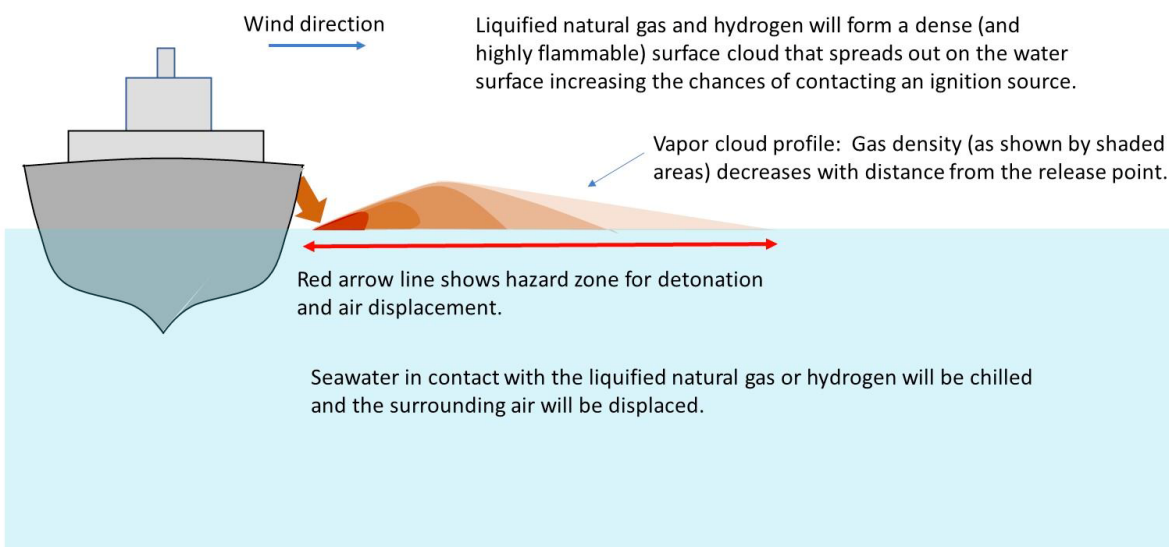 Wind direction
Liquified natural gas and hydrogen will form a dense (and
highly flammable) surface cloud that spreads out on the water
surface increasing the chances of contacting an ignition source.
Vapor cloud profile:  Gas density (as shown by shaded
areas) decreases with distance from the release point.
Red arrow line shows hazard zone for detonation
and air displacement.
Seawater in contact with the liquified natural gas or hydrogen will be chilled
and the surrounding air will be displaced.